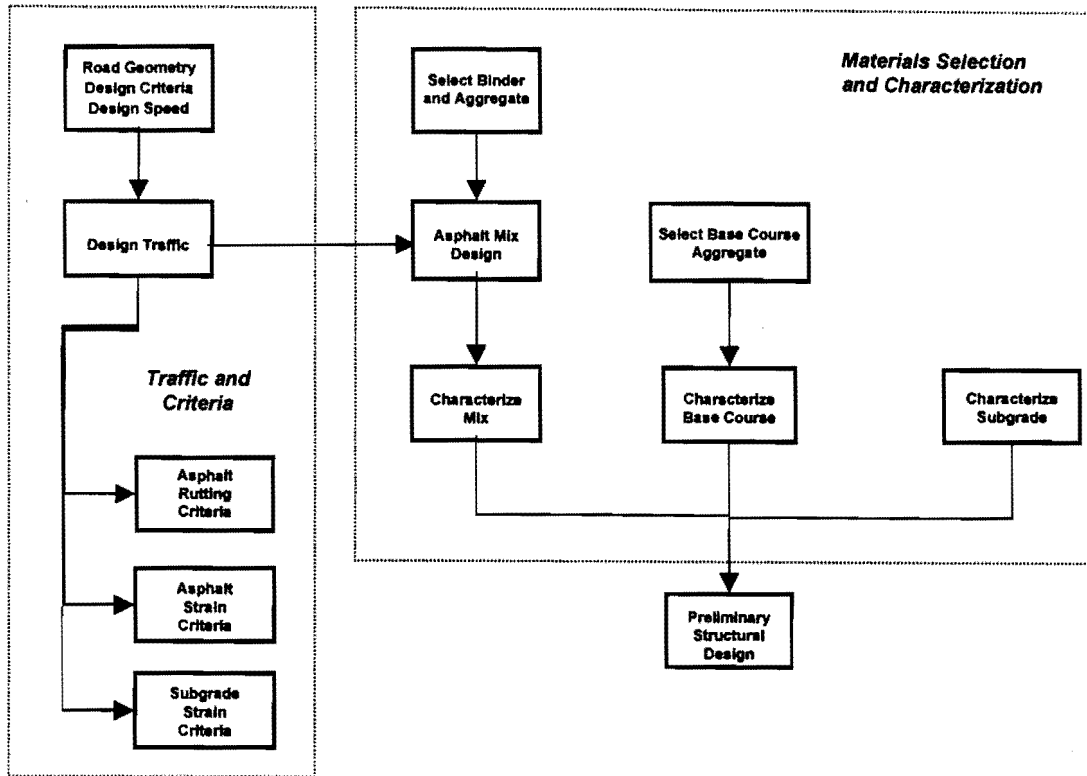 Road Geometry
Design Criteria
Design Speed
Design Traffic
Traffic and
Criteria
Asphalt
Rutting
Criteria
Asphalt
Strain
Criteria
Subgrade
Strain
Criteria
Materials Selection
and Characterization
Select Binder
and Aggregate
Asphalt Mix
Design
Select Base Course
Aggregate
Characterize
Mix
Characterize
Base Course
Characterize
Subgrade
Preliminary
Structural
Design